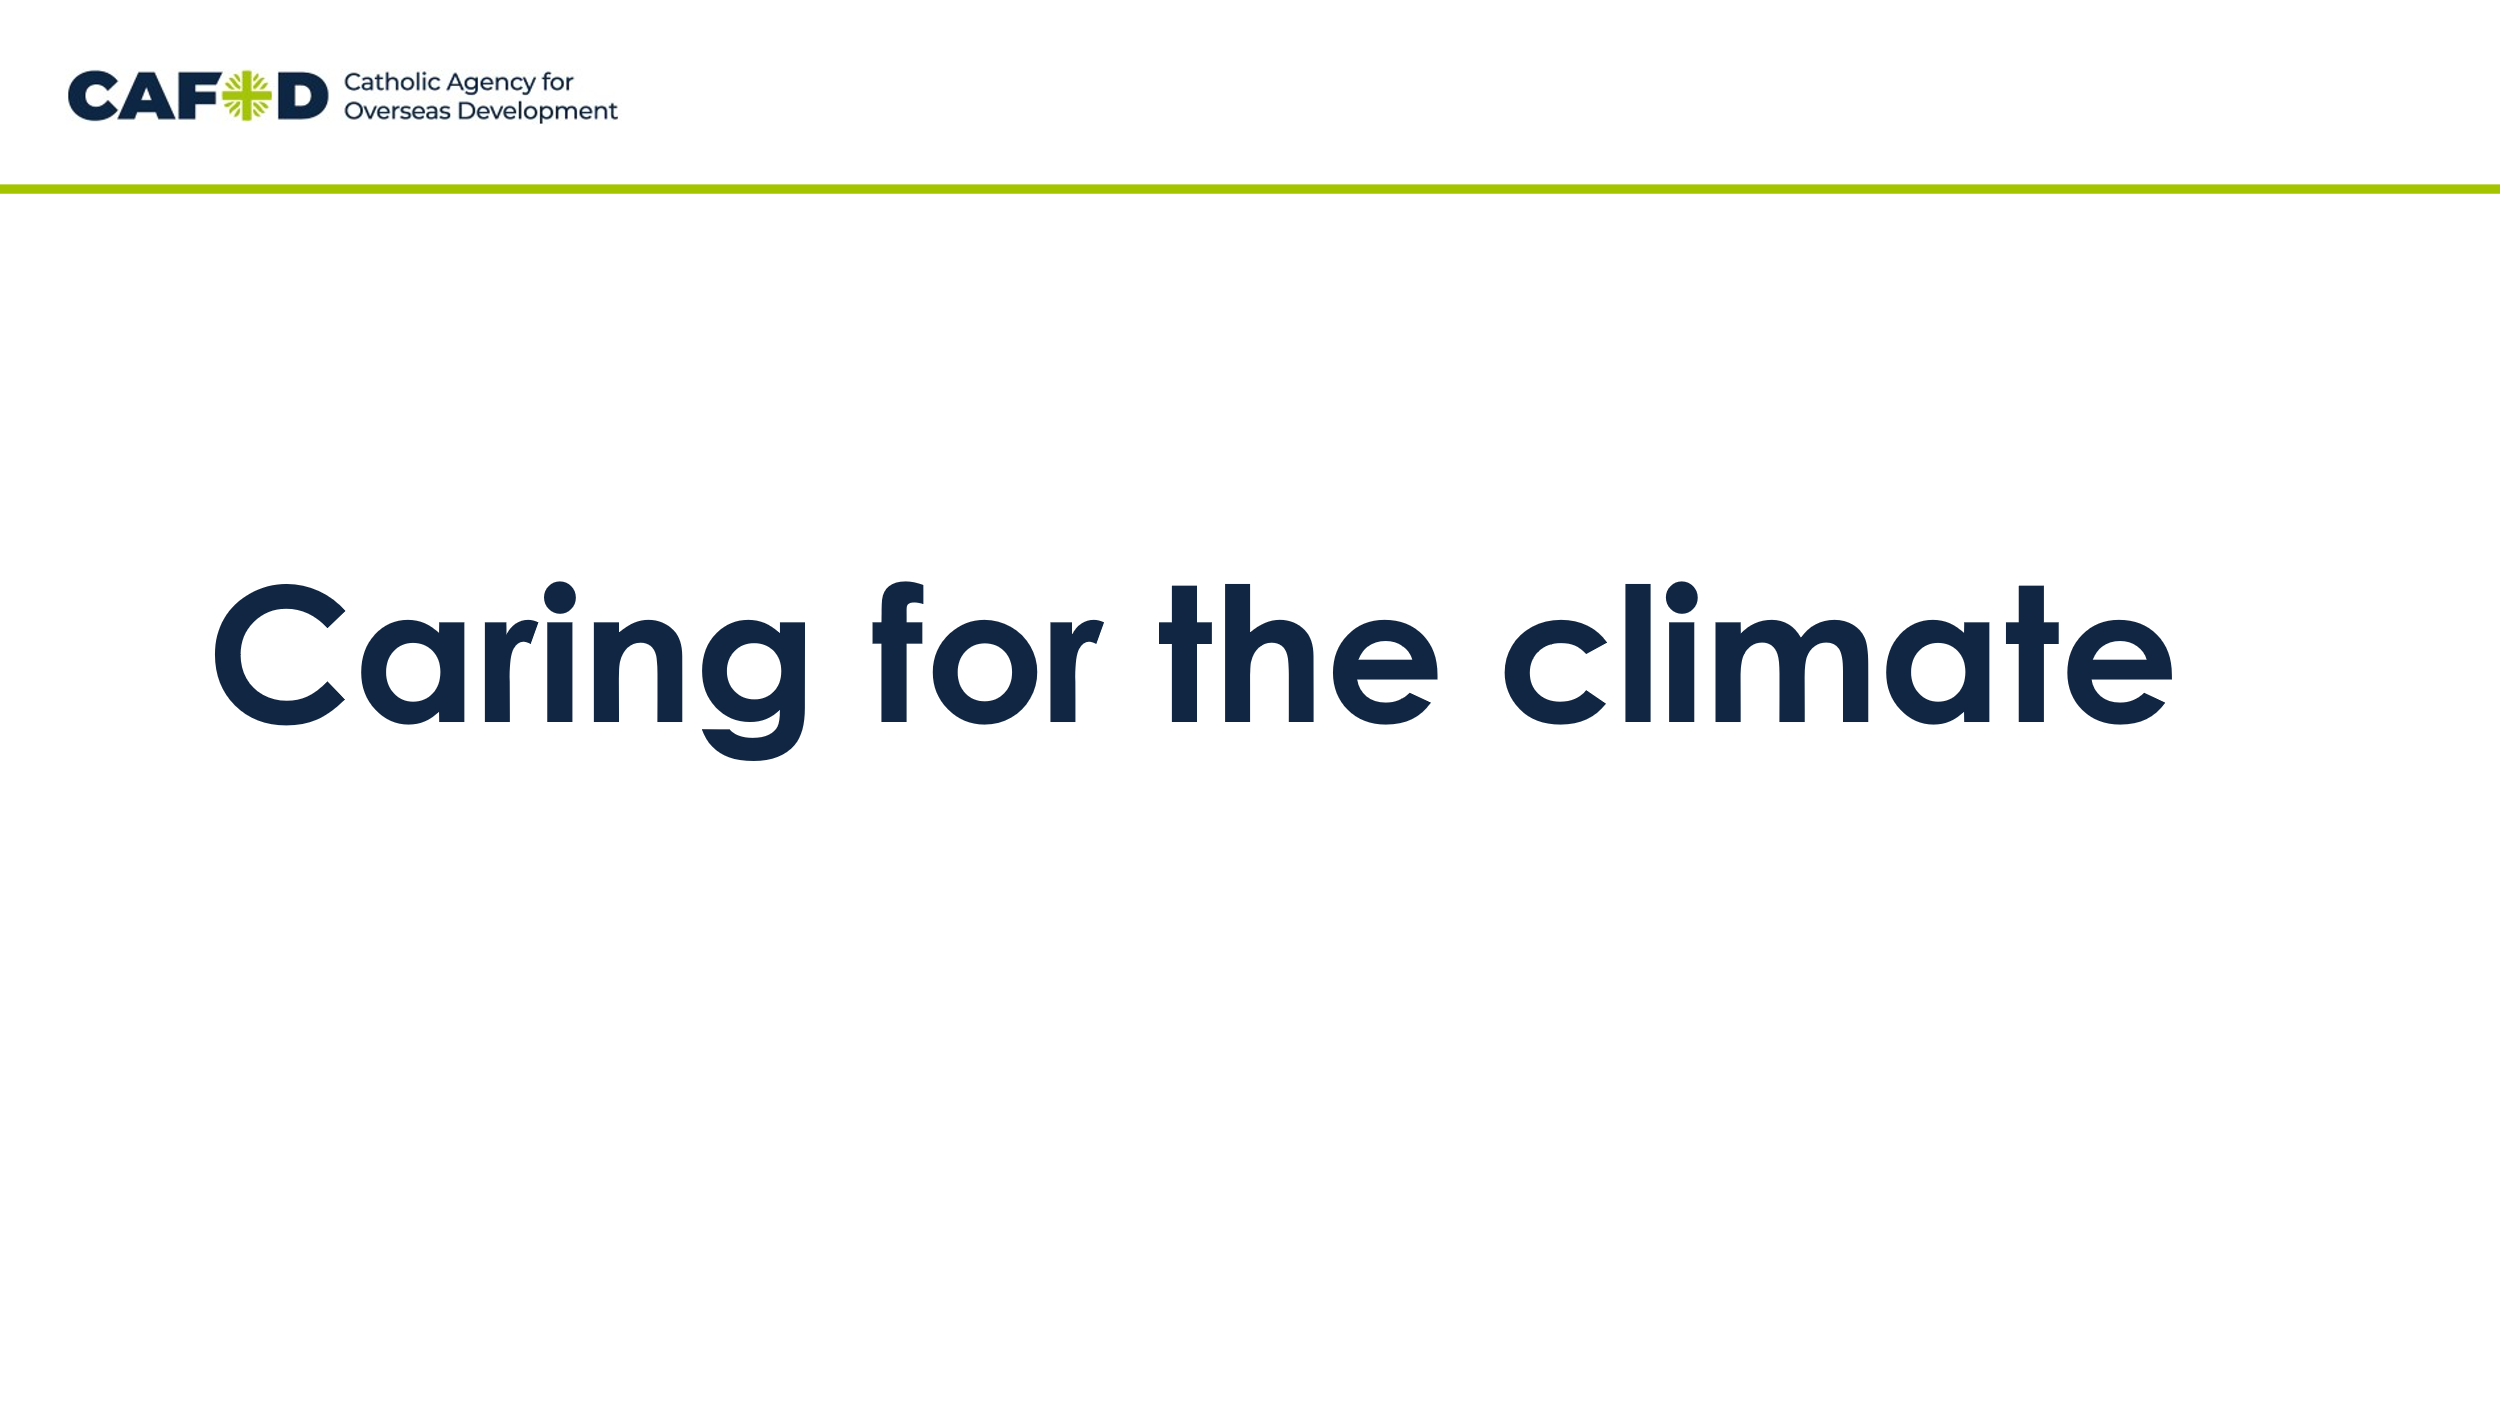 CAFOD
Catholic Agency for
Overseas Development
Caring for the climate